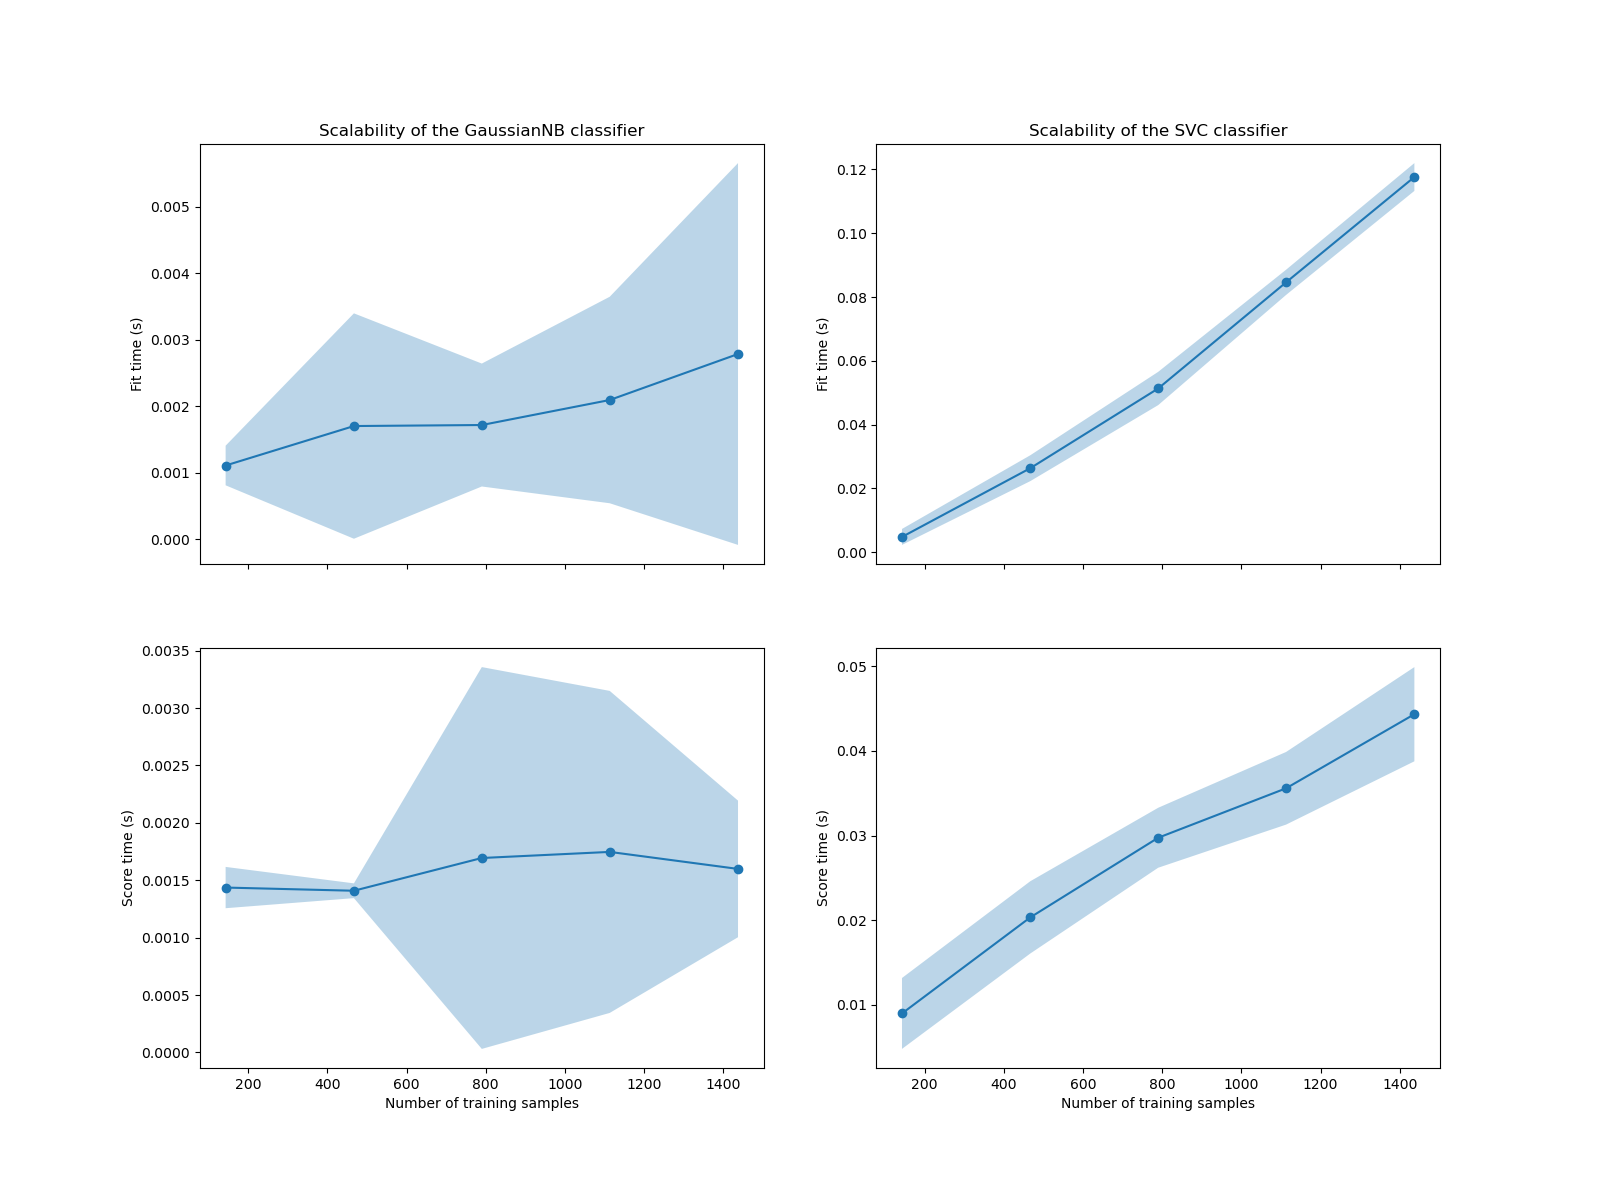 Scalability of the GaussianNB classifier
Fit time (s)
0.005
0.004
0.003
0.002
0.001
0.000
Scalability of the SVC classifier
Fit time (s)
0.12
0.10
0.08
0.06
0.04
0.02
0.00
Score time (s)
0.0035
0.0030
0.0025
0.0020
0.0015
0.0010
0.0005
0.0000
200 400 600 800 1000 1200 1400
Number of training samples
Score time (s)
0.05
0.04
0.03
0.02
0.01
200 400 600 800 1000 1200 1400
Number of training samples